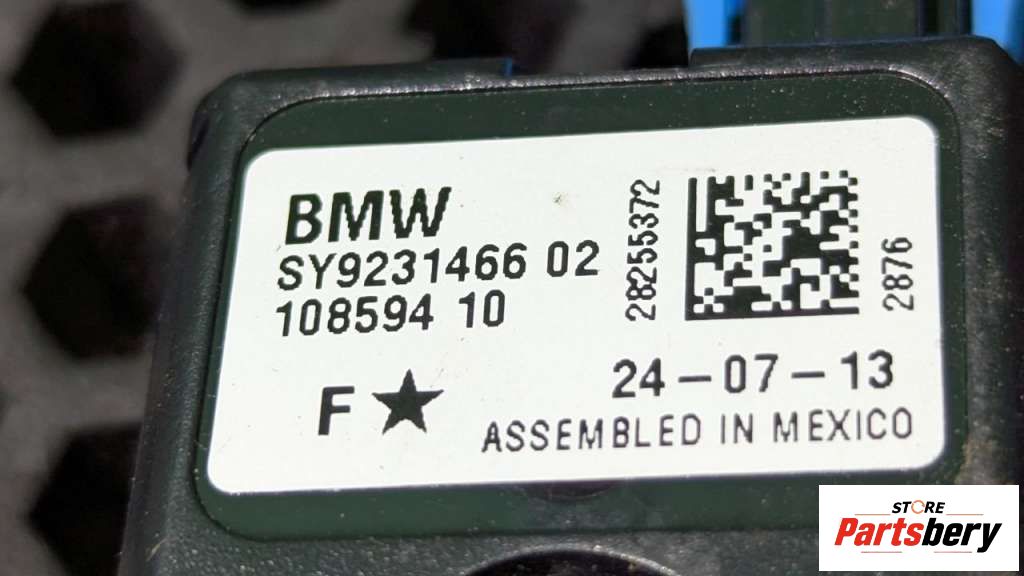 BMW
SY9231466 02
108594 10
28255372
2876
F★
24-07-13
ASSEMBLED IN MEXICO
STORE
Partsbery